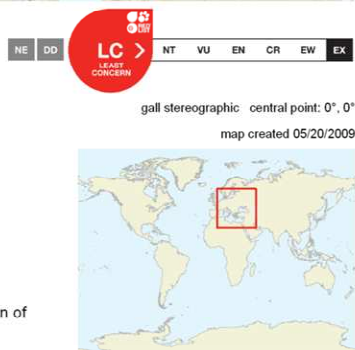 NE DD LC > NT VU EN CR EW EX
LEAST
CONCERN
gall stereographic central point: 0°, 0°
map created 05/20/2009
n of